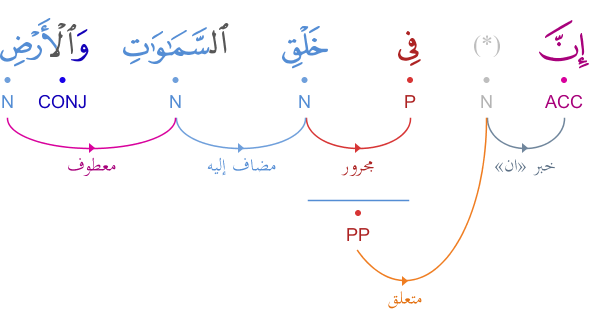 إِنَّ (*) فِى خَلْقِ ٱلسَّمَـٰوَٰتِ وَٱلْأَرْضِ
ACC N P N N CONJ N
خبر «ان» مجرور مضاف إليه معطوف
PP
متعلق